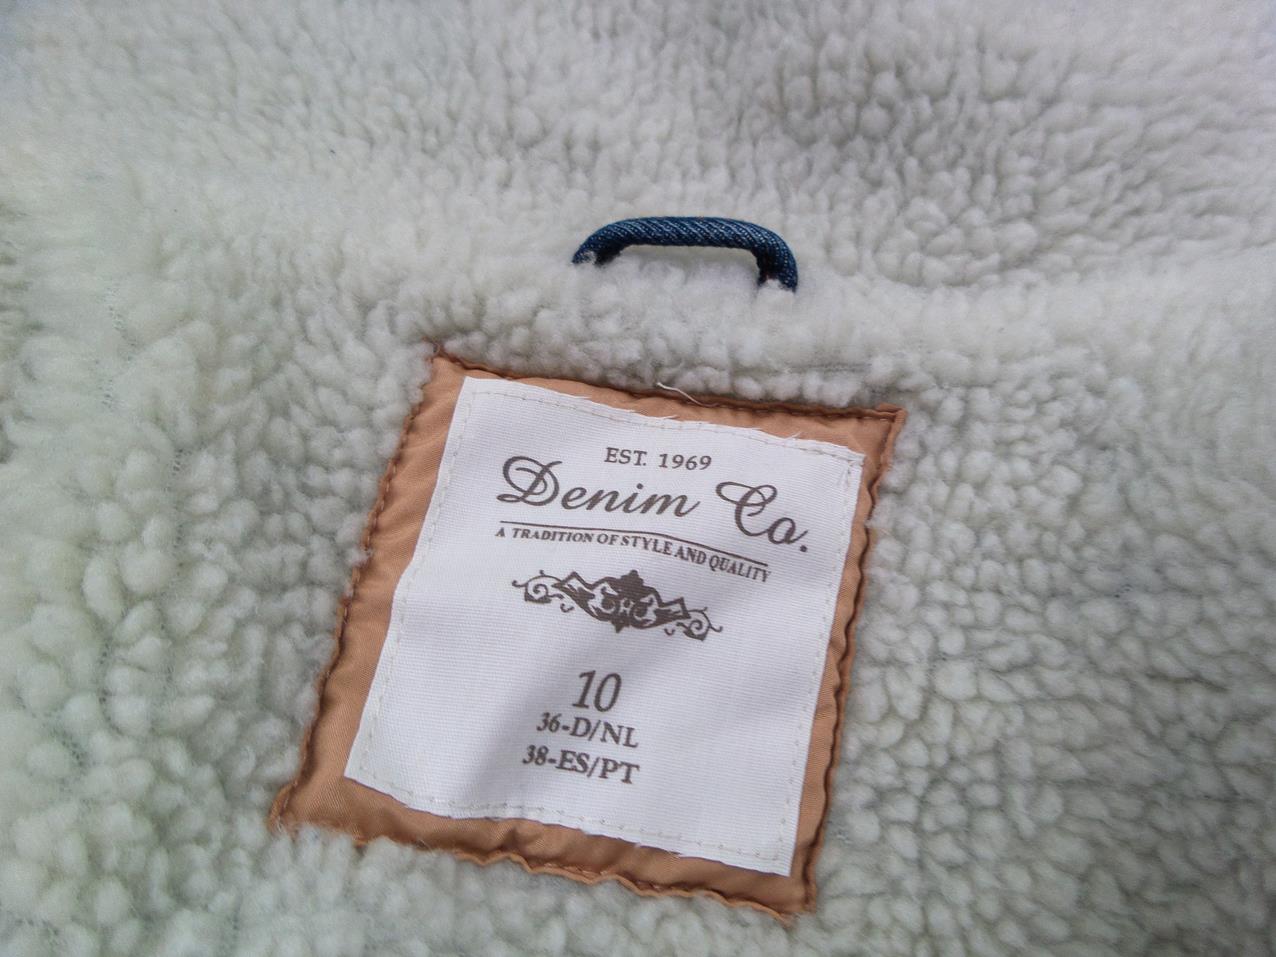 EST. 1969
Denim Co.
A TRADITION OF STYLE AND QUALITY
10
36-D/NL
38-ES/PT